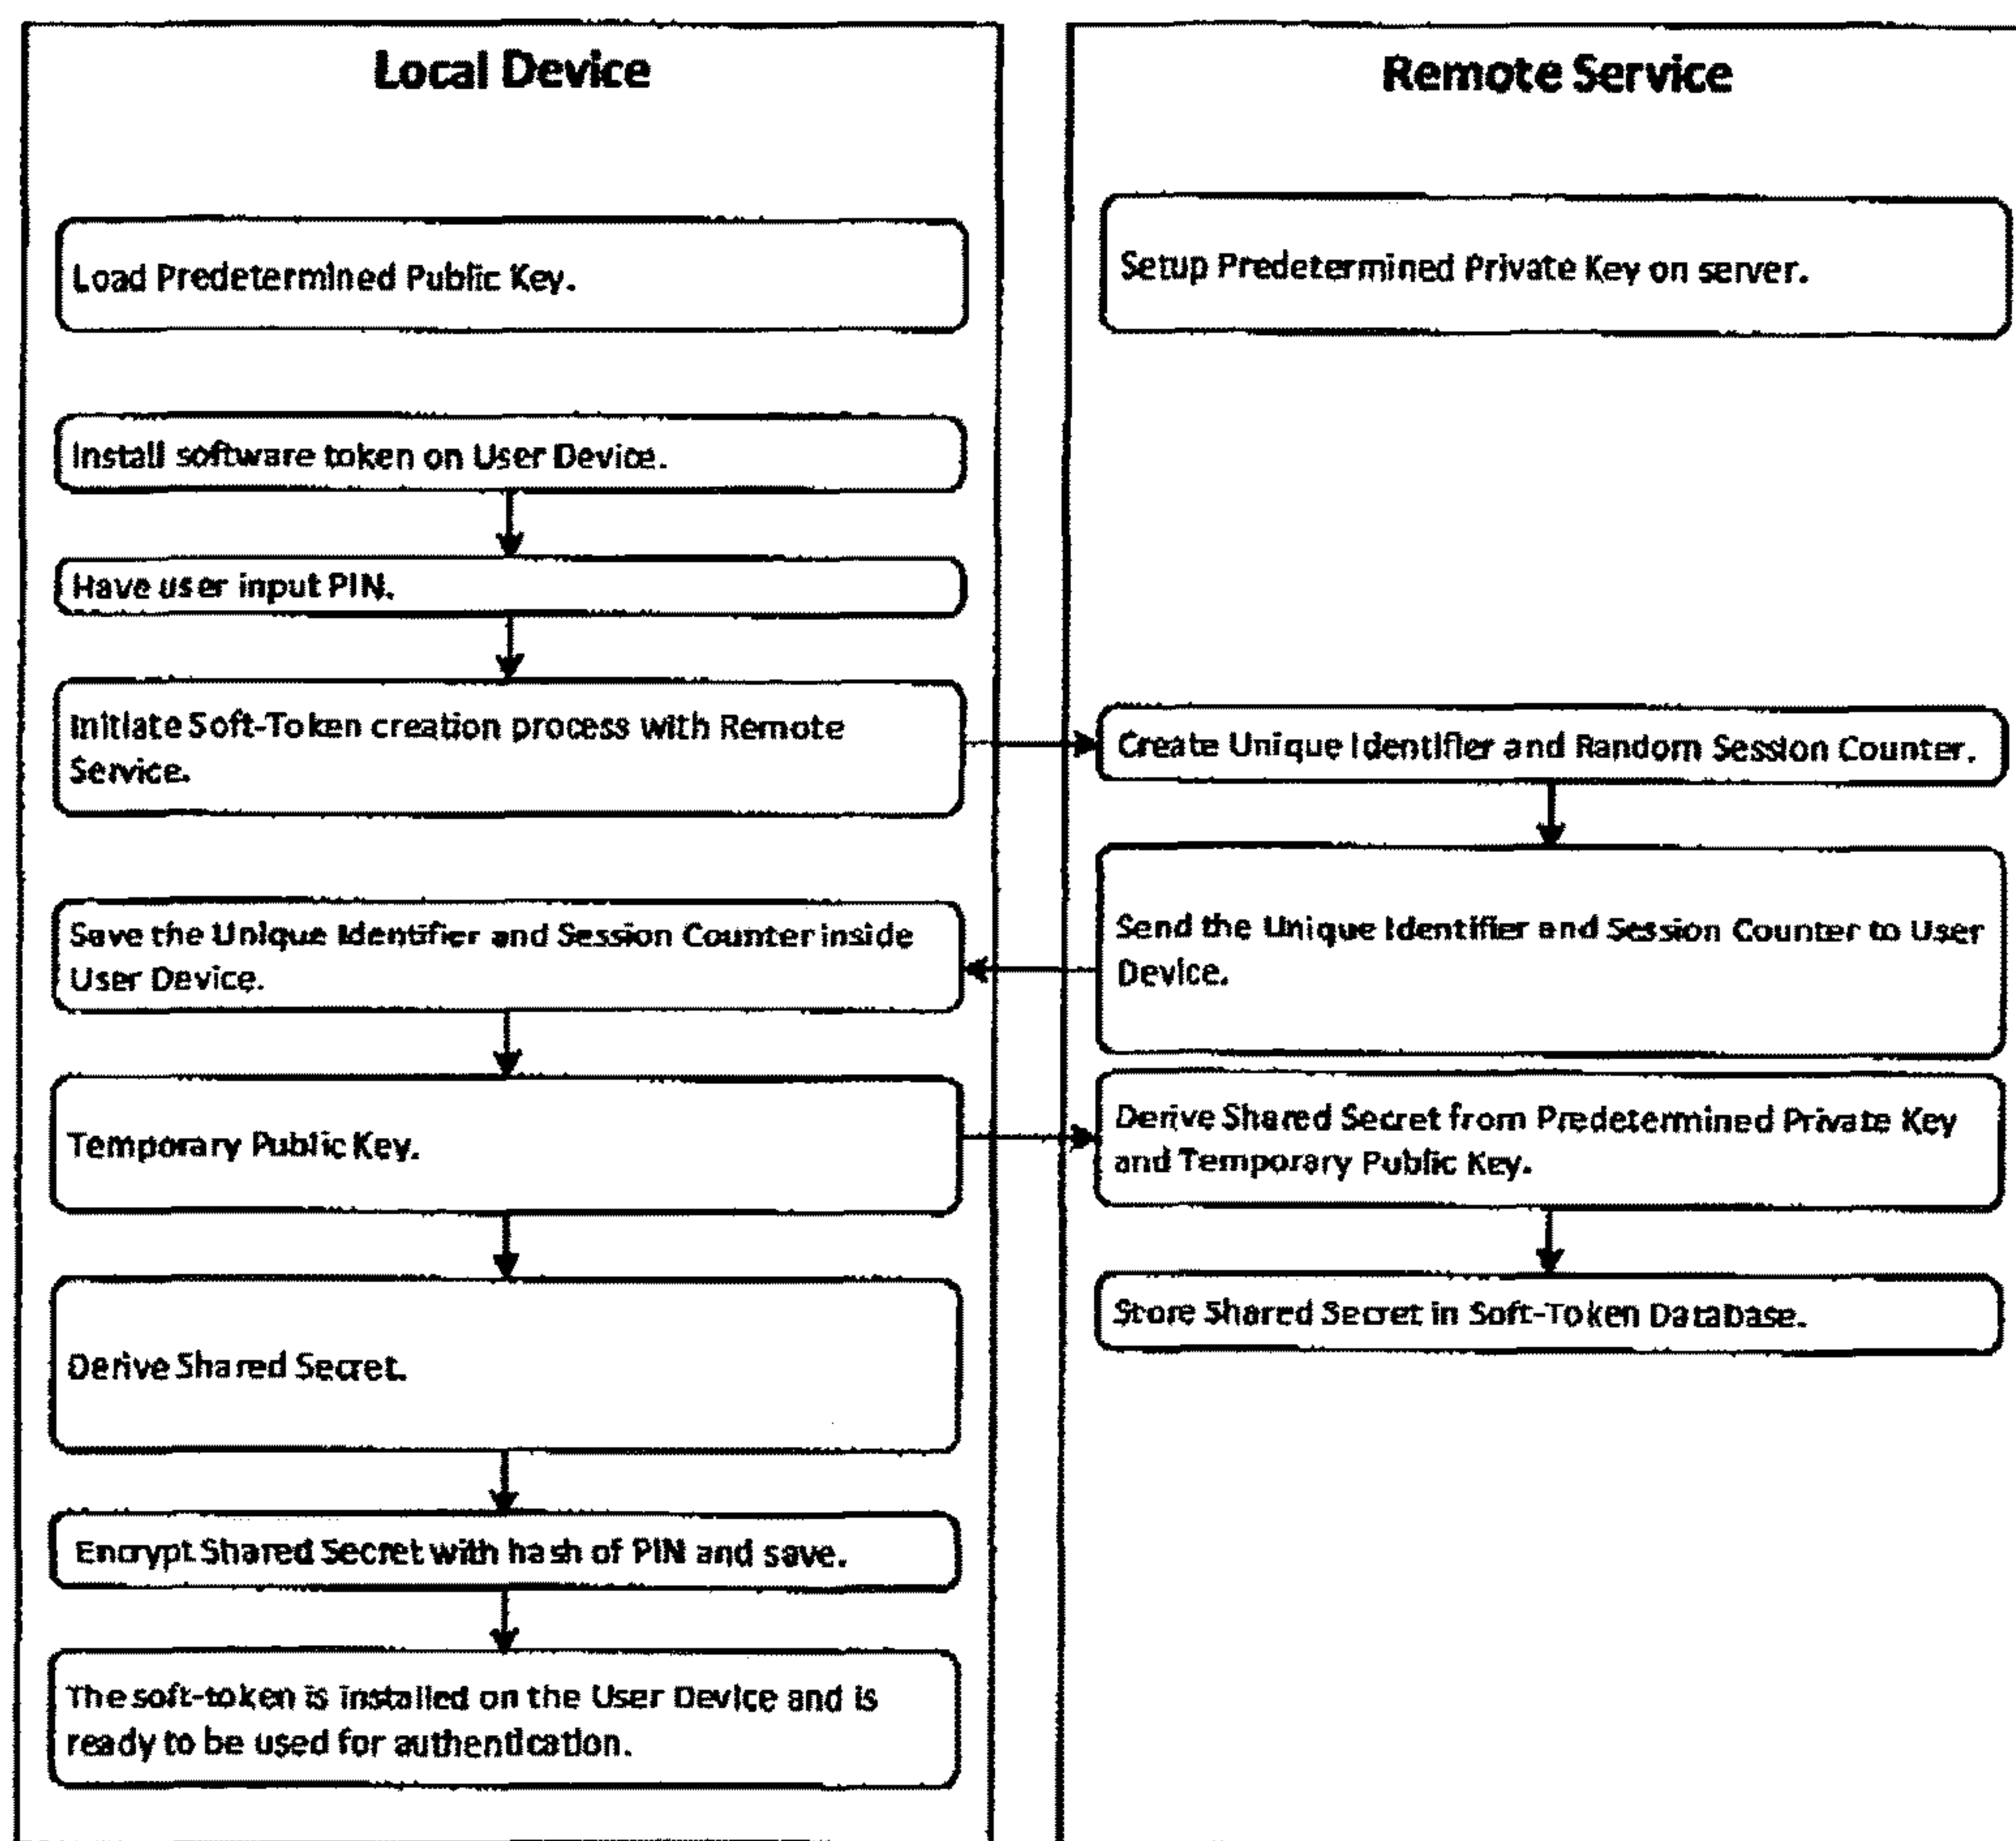 Local Device
Load Predetermined Public Key.
Install software token on User Device.
Have user input PIN.
Initiate Soft-Token creation process with Remote
Service.
Save the Unique Identifier and Session Counter inside
User Device.
Temporary Public Key.
Derive Shared Secret.
Encrypt Shared Secret with hash of PIN and save.
The soft-token is installed on the User Device and is
ready to be used for authentication.
Remote Service
Setup Predetermined Private Key on server.
Create Unique Identifier and Random Session Counter.
Send the Unique Identifier and Session Counter to User
Device.
Derive Shared Secret from Predetermined Private Key
and Temporary Public Key.
Store Shared Secret in Soft-Token Database.